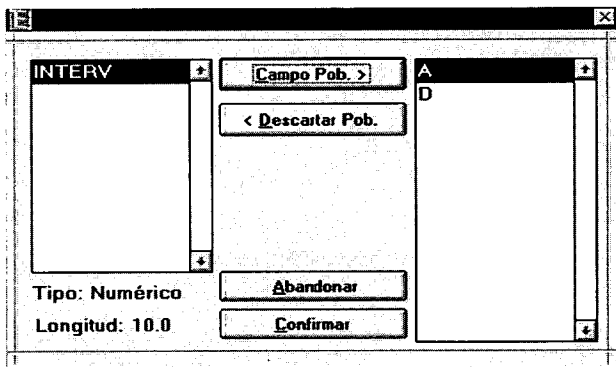 INTERV
Campo Pob. >
< Descartar Pob.
A
D
Tipo: Numérico
Longitud: 10.0
Abandonar
Confirmar